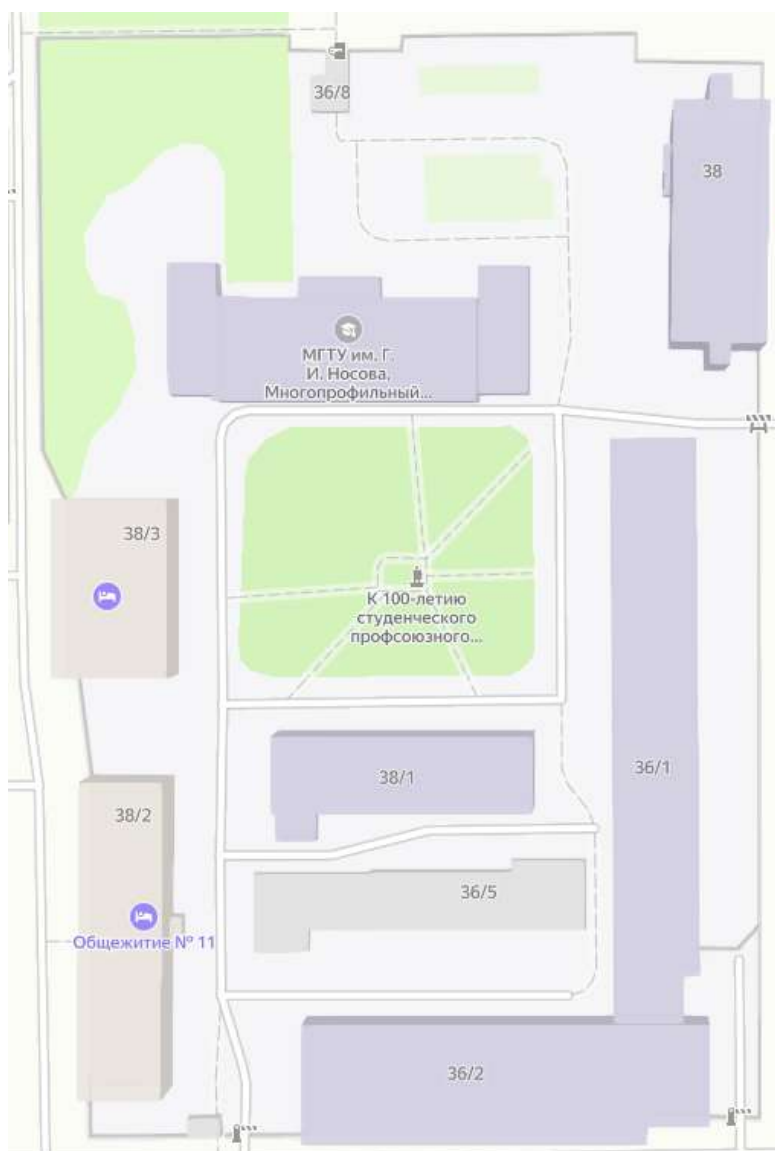 36/8
38
МГТУ им. Г.
И. Носова,
Многопрофильный...
38/3
К 100-летию
студенческого
профсоюзного...
38/1
36/1
38/2
36/5
Общежитие № 11
36/2